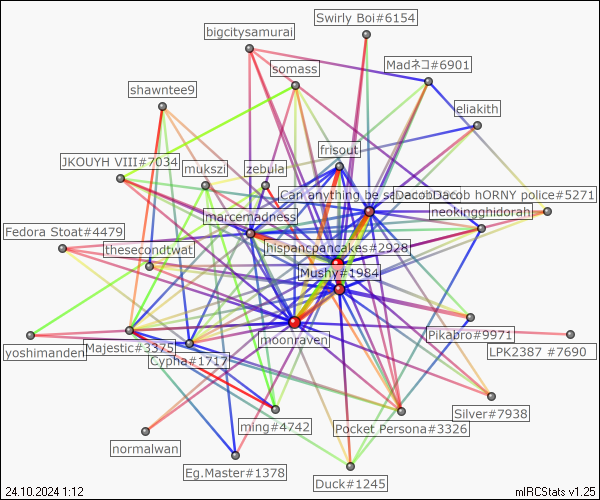 Swirly Boi#6154
bigcitysamurai
Madネコ#6901
somass
shawntee9
eliakith
frisout
JKOUYH VIII#7034
mukszi
zebula
Can anything be sa
DacobDacob
hORNY police#5271
marcemadness
neokingghidorah
Fedora Stoat#4479
thesecondtwat
hispancpancakes#2928
Mushy#1984
moonraven
Pikabro#9971
yoshimanden
Majestic#3375
Cypha#1717
LPK2387 #7690
Silver#7938
ming#4742
Pocket Persona#3326
normalwan
Eg.Master#1378
Duck#1245
24.10.2024 1:12
mIRCStats v1.25